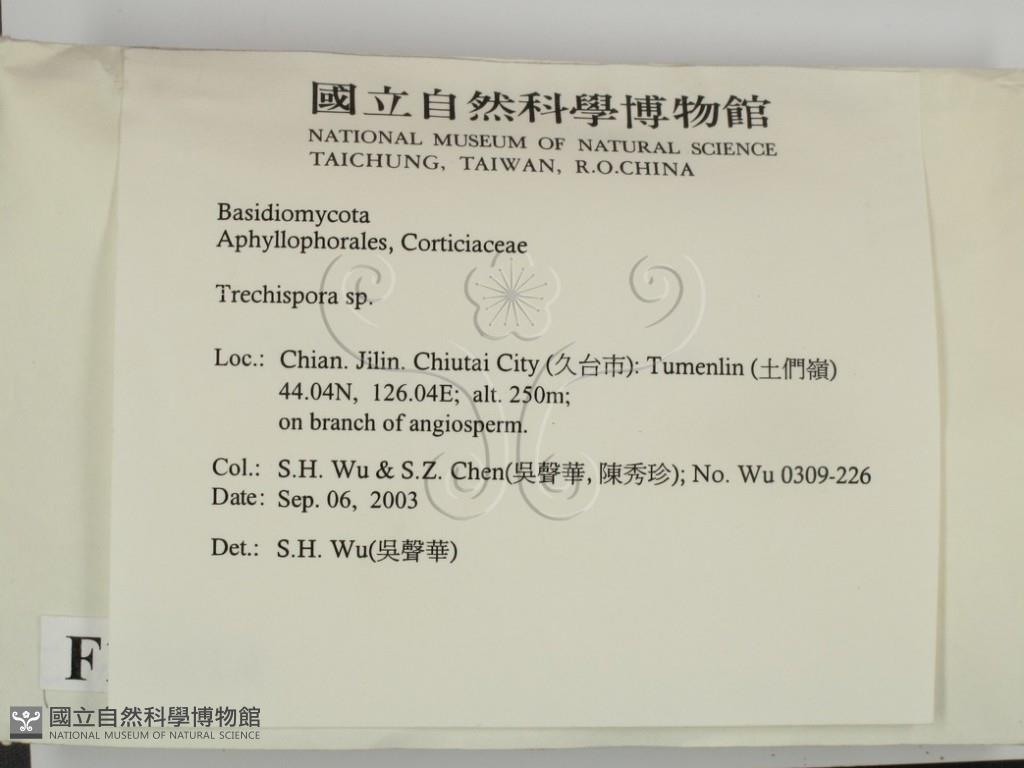 國立自然科學博物館
NATIONAL MUSEUM OF NATURAL SCIENCE
TAICHUNG, TAIWAN, R.O.CHINA
Basidiomycota
Aphyllophorales, Corticiaceae
Trechispora sp.
Loc.: Chian. Jilin. Chiutai City (久台市): Tumenlin (土們嶺)
44.04N, 126.04E; alt. 250m;
on branch of angiosperm.
Col.: S.H. Wu & S.Z. Chen(吳聲華, 陳秀珍); No. Wu 0309-226
Date: Sep. 06, 2003
Det.: S.H. Wu(吳聲華)
F
國立自然科學博物館
NATIONAL MUSEUM OF NATURAL SCIENCE